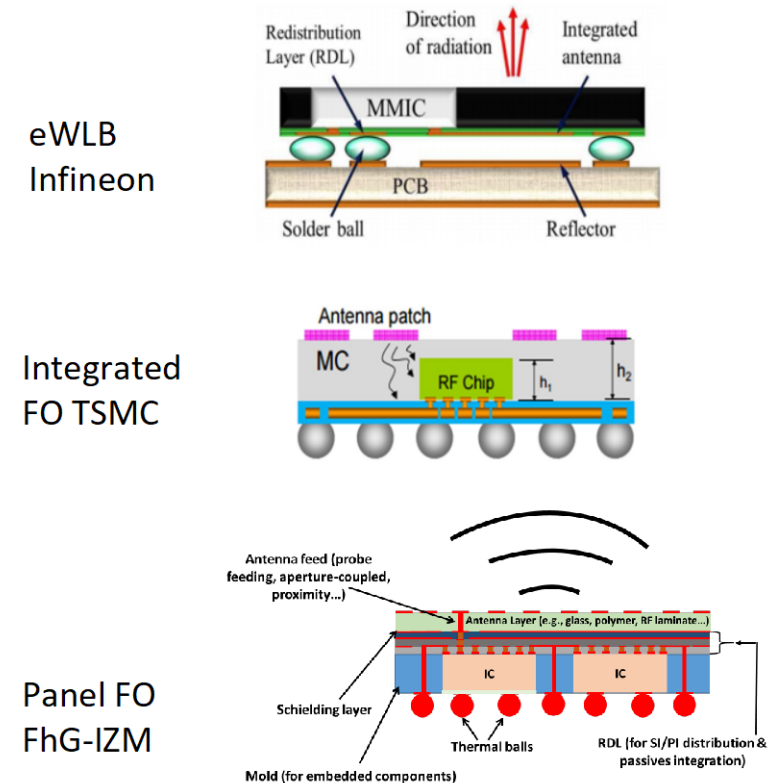 eWLB
Infineon
Redistribution
Layer (RDL)
Direction
of radiation
Integrated
antenna
MMIC
PCB
Solder ball
Reflector
Integrated
FO TSMC
Antenna patch
MC
RF Chip
h1
h2
Panel FO
FhG-IZM
Antenna feed (probe
feeding, aperture-coupled,
proximity...)
Antenna Layer (e.g., glass, polymer, RF laminate...)
IC
IC
Schielding layer
Thermal balls
RDL (for SI/PI distribution &
passives integration)
Mold (for embedded components)